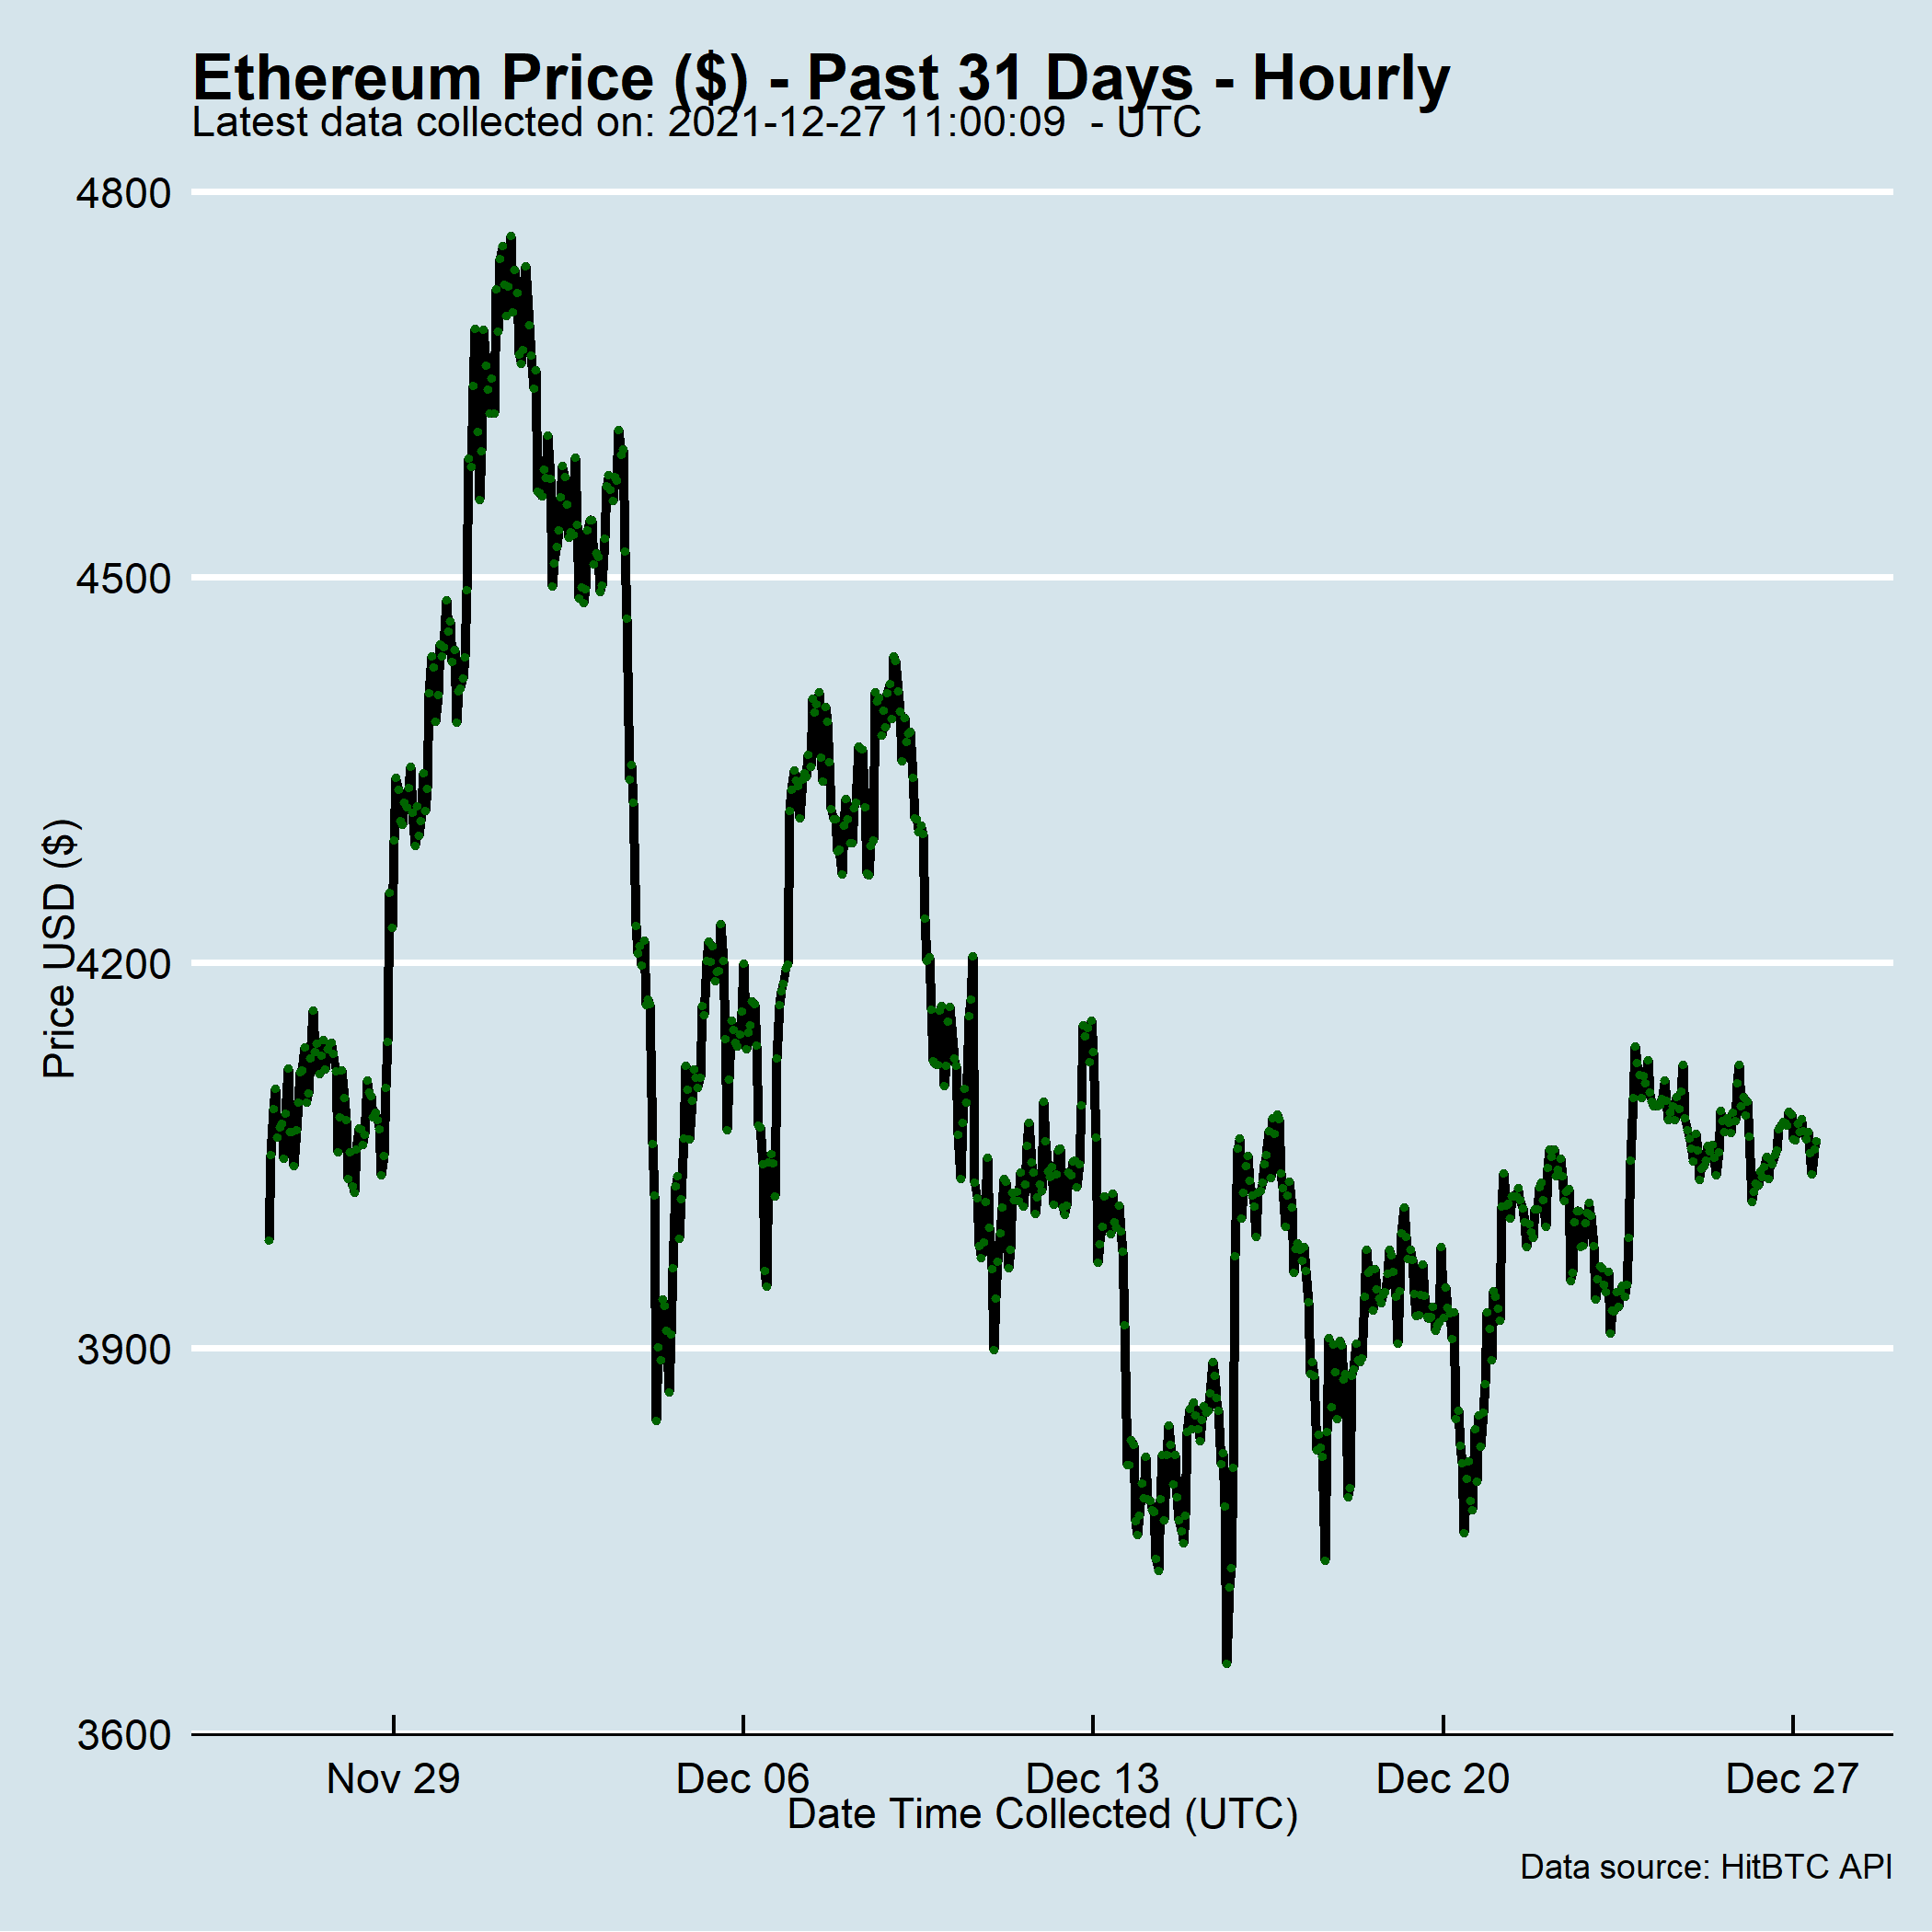 Ethereum Price ($) - Past 31 Days - Hourly
Latest data collected on: 2021-12-27 11:00:09  - UTC
4800
4500
4200
3900
3600
Price USD ($)
Nov 29
Dec 06
Dec 13
Dec 20
Dec 27
Date Time Collected (UTC)
Data source: HitBTC API